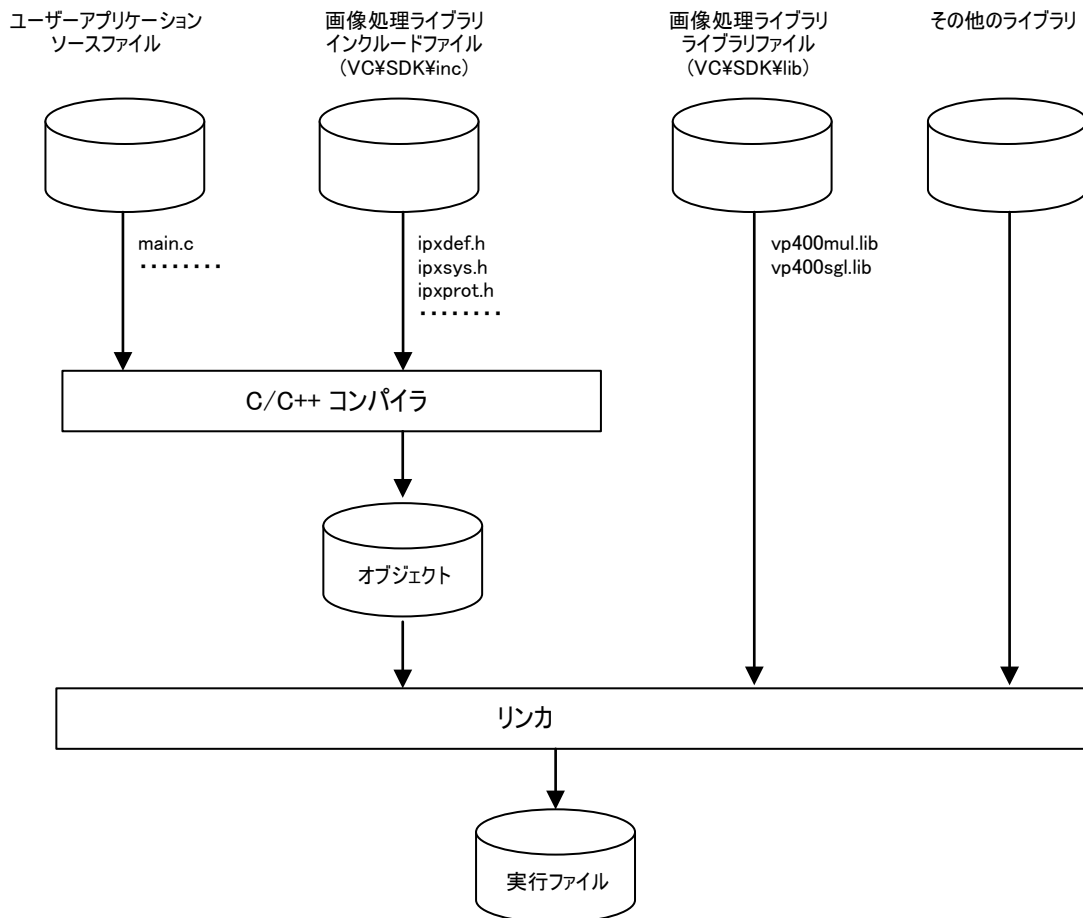 ユーザーアプリケーション
ソースファイル
画像処理ライブラリ
インクルードファイル
(VC¥SDK¥inc)
画像処理ライブラリ
ライブラリファイル
(VC¥SDK¥lib)
その他のライブラリ
main.c
・・・・・・・・
ipxdef.h
ipxsys.h
ipxprot.h
・・・・・・・・
vp400mul.lib
vp400sgl.lib
C/C++ コンパイラ
オブジェクト
リンカ
実行ファイル